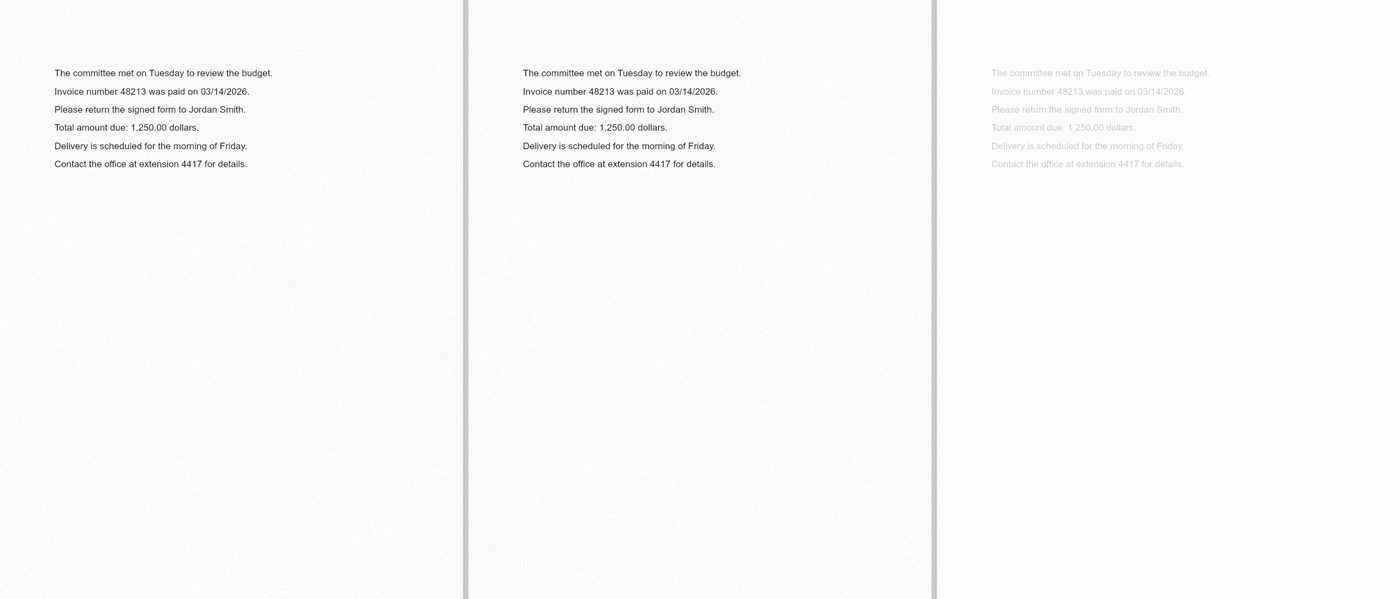 The committee met on Tuesday to review the budget.
Invoice number 48213 was paid on 03/14/2026.
Please return the signed form to Jordan Smith.
Total amount due: 1,250.00 dollars.
Delivery is scheduled for the morning of Friday.
Contact the office at extension 4417 for details.
The committee met on Tuesday to review the budget.
Invoice number 48213 was paid on 03/14/2026.
Please return the signed form to Jordan Smith.
Total amount due: 1,250.00 dollars.
Delivery is scheduled for the morning of Friday.
Contact the office at extension 4417 for details.
The committee met on Tuesday to review the budget.
Invoice number 48213 was paid on 03/14/2026.
Please return the signed form to Jordan Smith.
Total amount due: 1,250.00 dollars.
Delivery is scheduled for the morning of Friday.
Contact the office at extension 4417 for details.